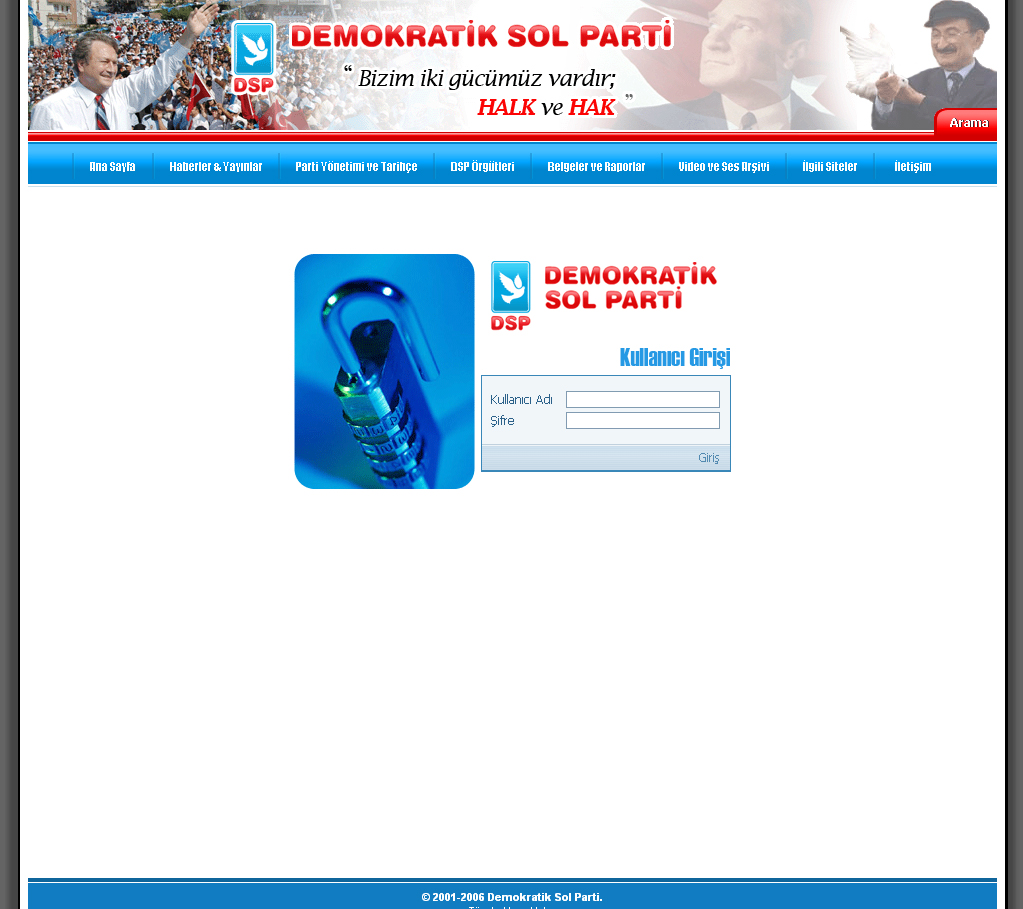 DEMOKRATİK SOL PARTİ
DSP
“ Bizim iki gücümüz vardır;
HALK ve HAK ”
Arama
Ana Sayfa
Haberler & Yayınlar
Parti Yönetimi ve Tarihçe
DSP Örgütleri
Belgeler ve Raporlar
Video ve Ses Arşivi
İlgili Siteler
İletişim
DEMOKRATİK
SOL PARTİ
DSP
Kullanıcı Girişi
Kullanıcı Adı
Şifre
Giriş
© 2001-2006 Demokratik Sol Parti.